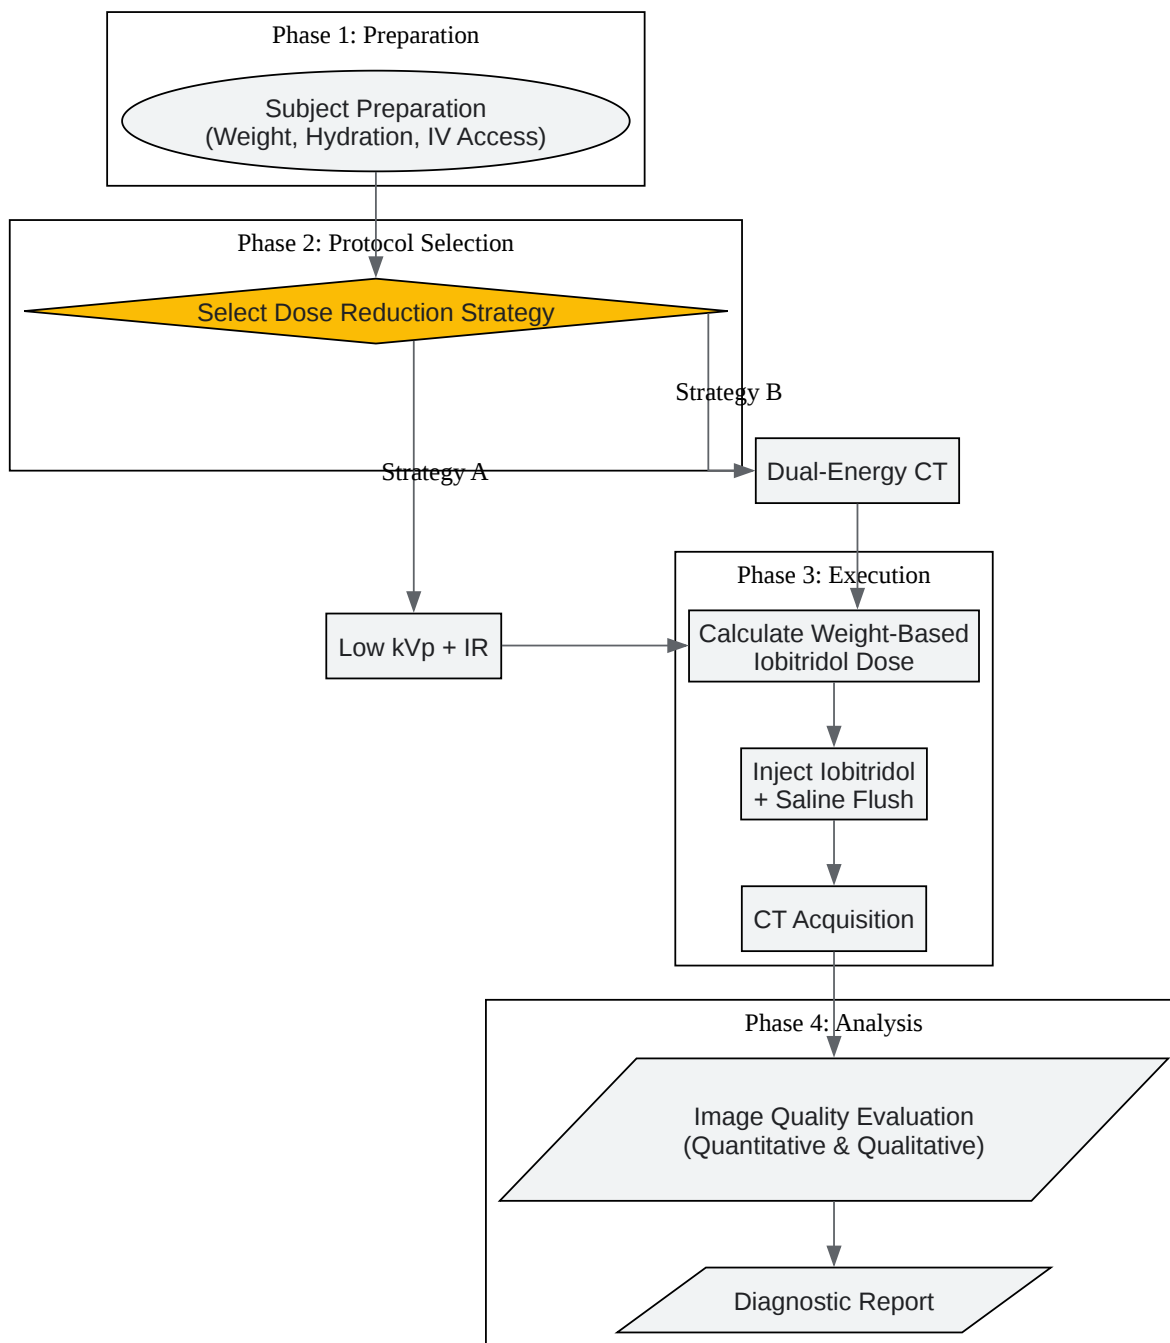 Phase 1: Preparation
Subject Preparation
(Weight, Hydration, IV Access)
Phase 2: Protocol Selection
Select Dose Reduction Strategy
Strategy B
Strategy A
Dual-Energy CT
Phase 3: Execution
Low kVp + IR
Calculate Weight-Based
Iobitridol Dose
Inject Iobitridol
+ Saline Flush
CT Acquisition
Phase 4: Analysis
Image Quality Evaluation
(Quantitative & Qualitative)
Diagnostic Report